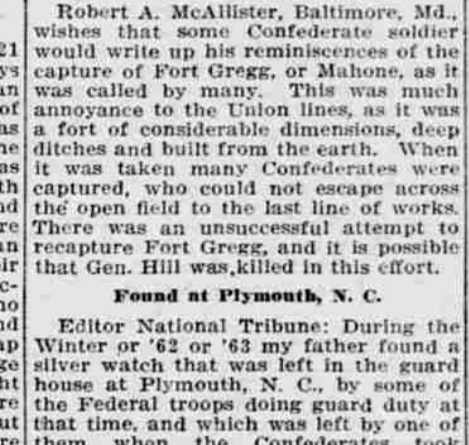 Robert A. McAllister, Baltimore, Md.,
wishes that some Confederate soldier
would write up his reminiscences of the
capture of Fort Gregg, or Mahone, as it
was called by many. This was much
annoyance to the Union lines, as it was
a fort of considerable dimensions, deep
ditches and built from the earth. When
it was taken many Confederates were
captured, who could not escape across
the open field to the last line of works.
There was an unsuccessful attempt to
recapture Fort Gregg, and it is possible
that Gen. Hill was killed in this effort.
Found at Plymouth, N. C.
Editor National Tribune: During the
Winter or '62 or '63 my father found a
silver watch that was left in the guard
house at Plymouth, N. C., by some of
the Federal troops doing guard duty at
that time, and which was left by one of
them when the Confederates took